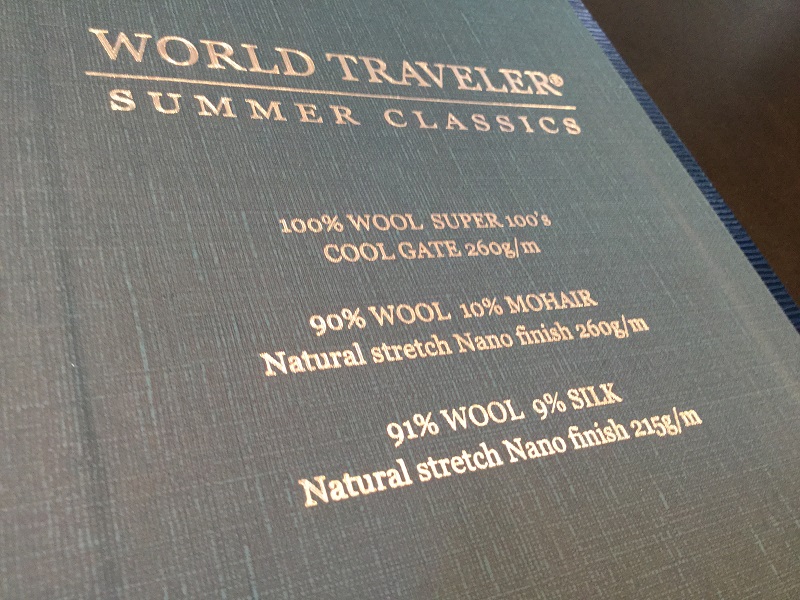 WORLD TRAVELER®
SUMMER CLASSICS
100% WOOL SUPER 100's
COOL GATE 260g/m
90% WOOL 10% MOHAIR
Natural stretch Nano finish 260g/m
91% WOOL 9% SILK
Natural stretch Nano finish 215g/m